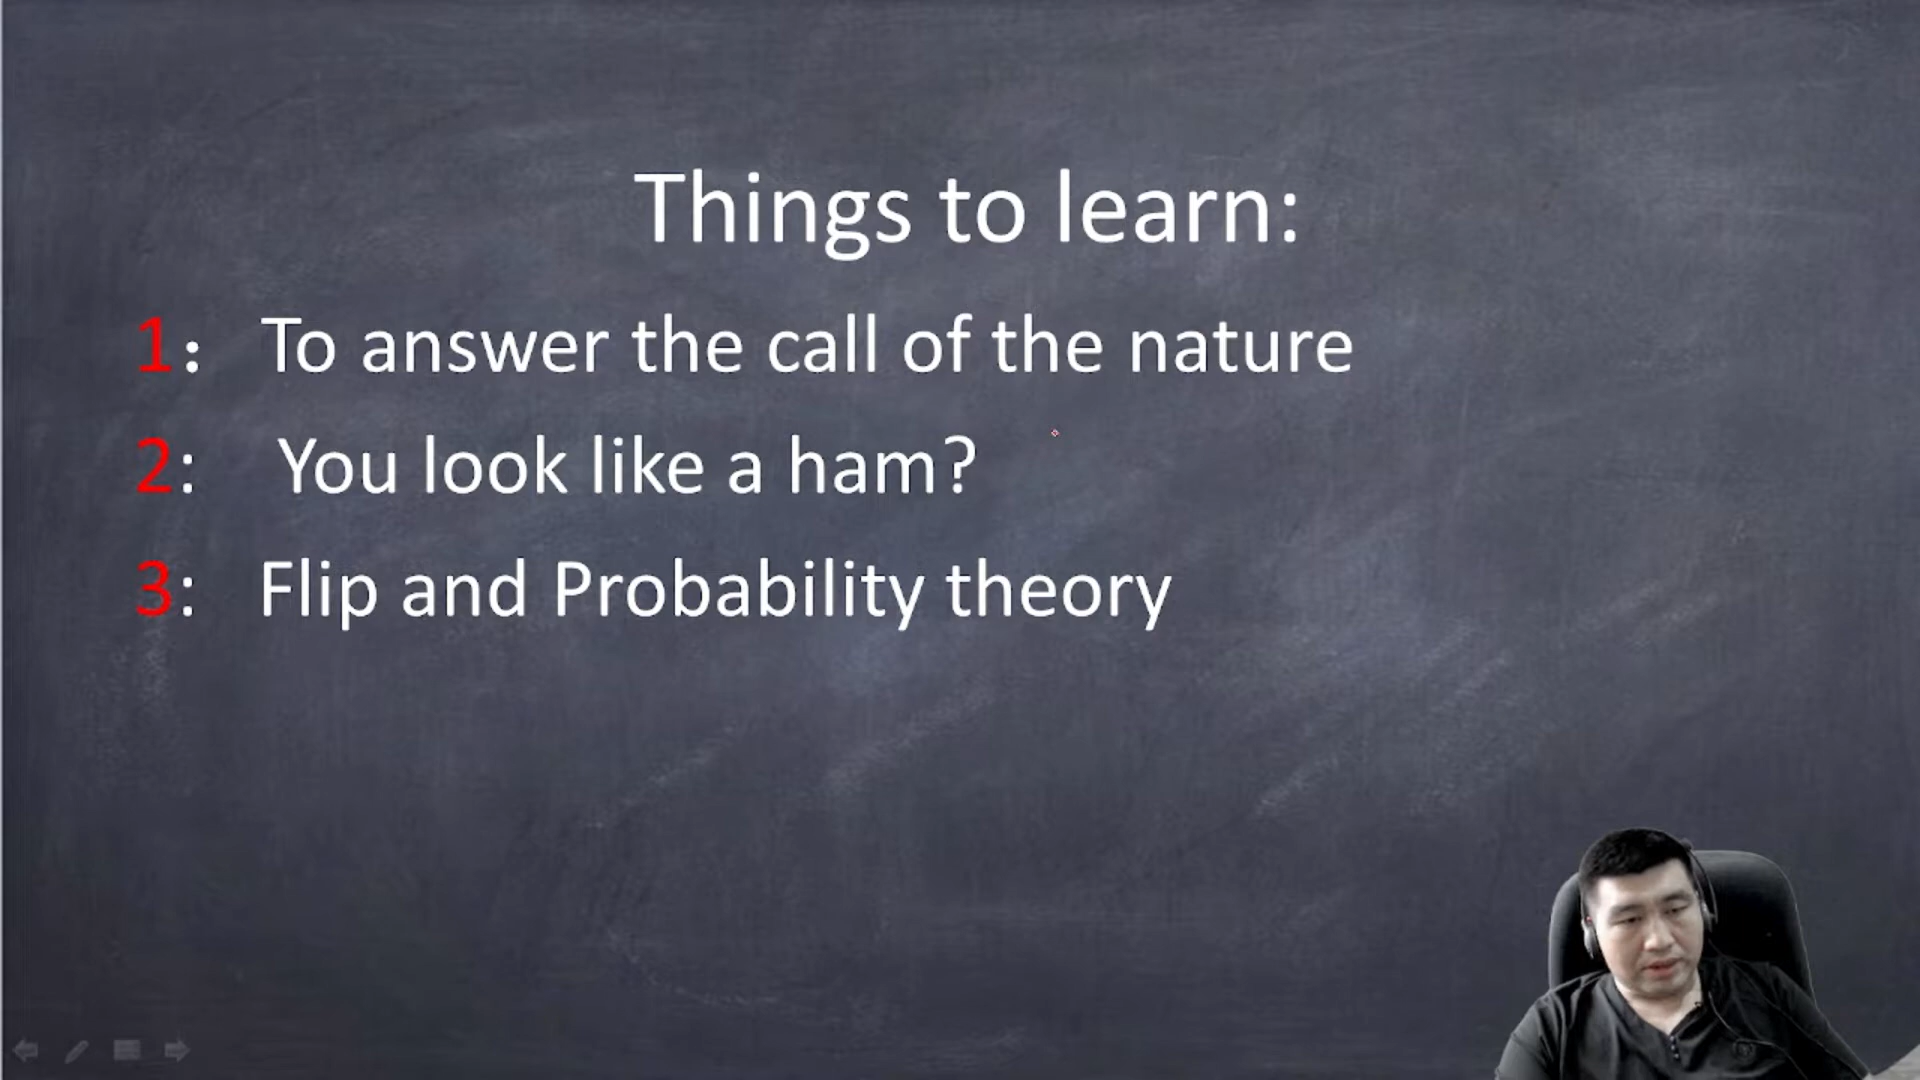 Things to learn:
1: To answer the call of the nature
2: You look like a ham?
3: Flip and Probability theory